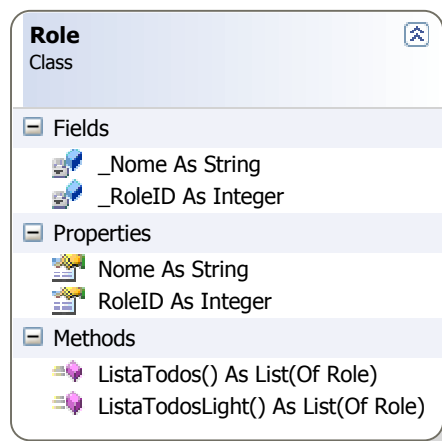 Role
Class
Fields
_Nome As String
_RoleID As Integer
Properties
Nome As String
RoleID As Integer
Methods
ListaTodos() As List(Of Role)
ListaTodosLight() As List(Of Role)